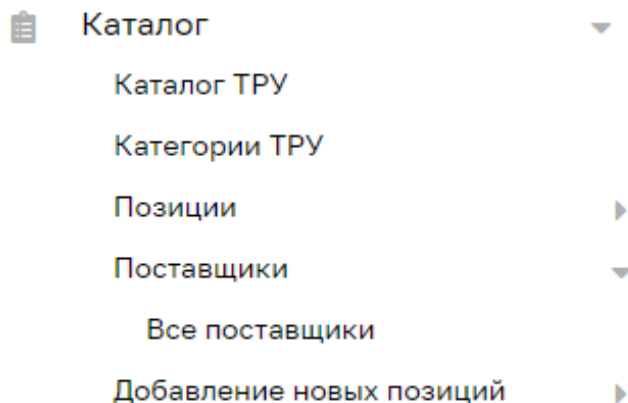 Каталог
Каталог ТРУ
Категории ТРУ
Позиции
Поставщики
Все поставщики
Добавление новых позиций